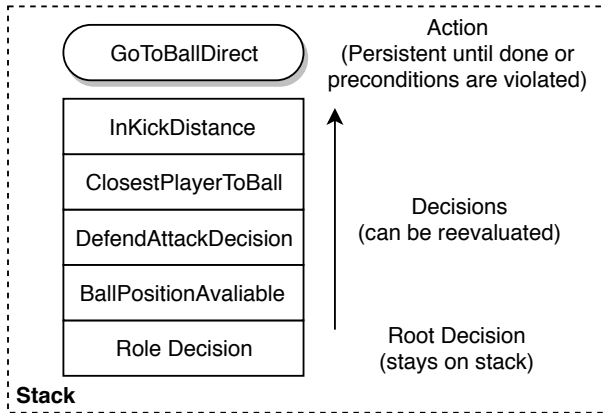 GoToBallDirect
Action
(Persistent until done or
preconditions are violated)
InKickDistance
ClosestPlayerToBall
DefendAttackDecision
BallPositionAvaliable
Role Decision
Decisions
(can be reevaluated)
Root Decision
(stays on stack)
Stack